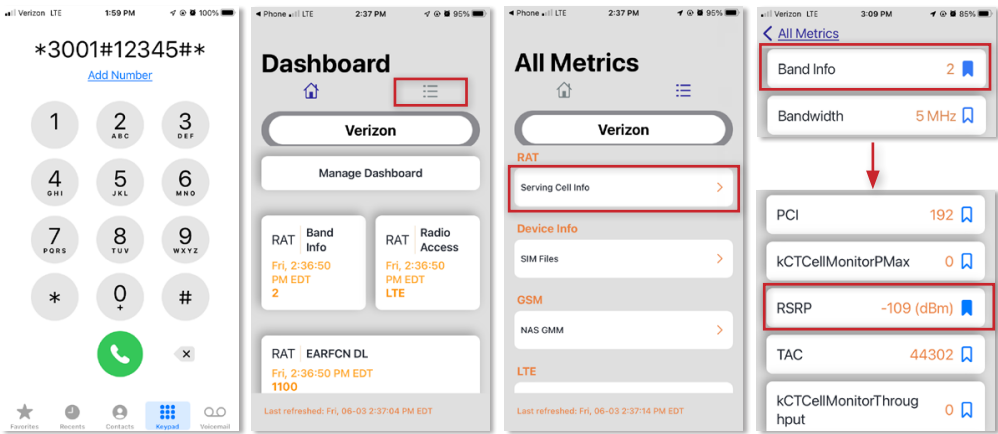 Verizon LTE
1:59 PM
100%
*3001#12345#*
Add Number
1
2
ABC
3
DEF
4
GHI
5
JKL
6
MNO
7
PQRS
8
TUV
9
WXYZ
*
0
+
#
Favorites
Recents
Contacts
Keypad
Voicemail
Phone LTE
2:37 PM
95%
Dashboard
Verizon
Manage Dashboard
RAT
Band
Info
Fri, 2:36:50
PM EDT
2
RAT
Radio
Access
Fri, 2:36:50
PM EDT
LTE
RAT
EARFCN DL
Fri, 2:36:50 PM EDT
1100
Last refreshed: Fri, 06-03 2:37:04 PM EDT
Phone LTE
2:37 PM
95%
All Metrics
Verizon
RAT
Serving Cell Info
Device Info
SIM Files
GSM
NAS GMM
LTE
Last refreshed: Fri, 06-03 2:37:14 PM EDT
Verizon LTE
3:09 PM
85%
All Metrics
Band Info 2
Bandwidth 5 MHz
PCI 192
kCTCellMonitorPMax 0
RSRP -109 (dBm)
TAC 44302
kCTCellMonitorThroug
hput 0